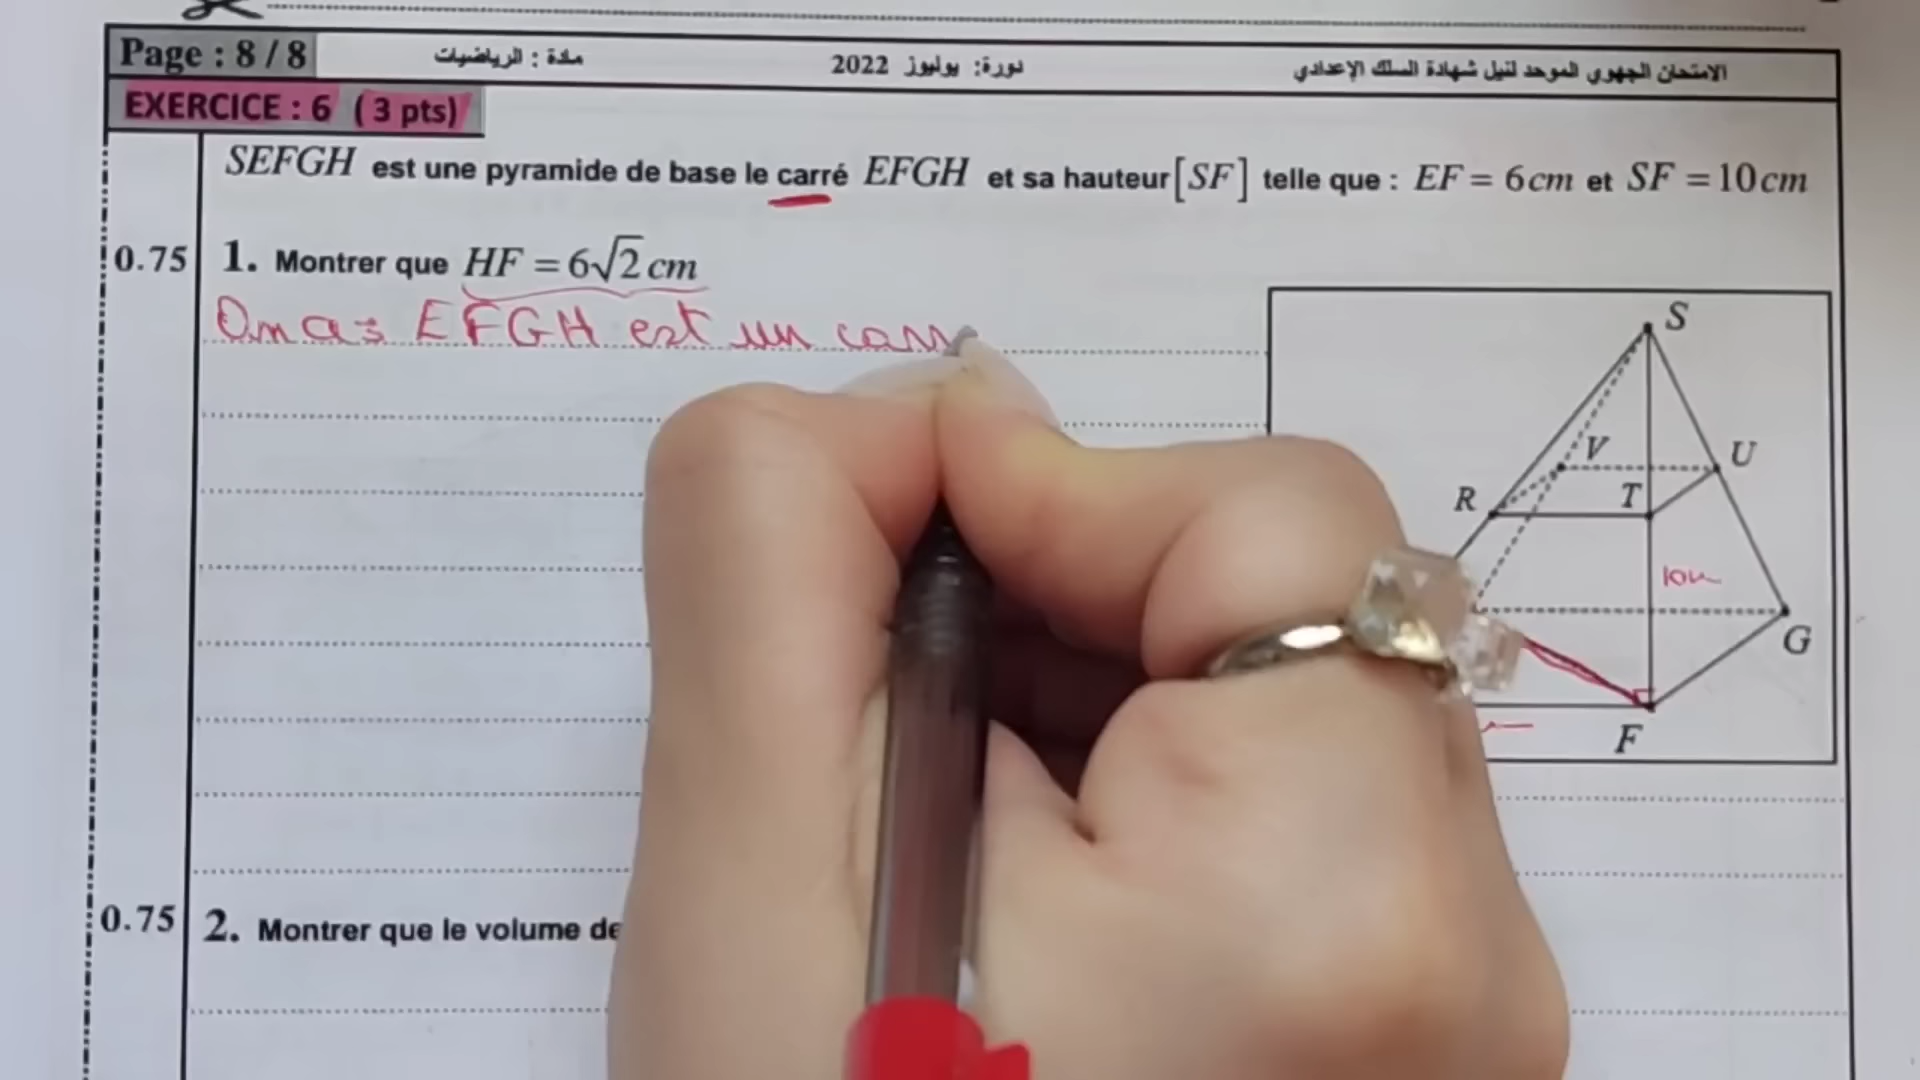 Page : 8 / 8
مادة : الرياضيات
دورة: يوليوز 2022
الامتحان الجهوي الموحد لنيل شهادة السلك الإعدادي
EXERCICE : 6 ( 3 pts)
SEFGH est une pyramide de base le carré EFGH et sa hauteur [SF] telle que : EF = 6cm et SF = 10cm
0.75 1. Montrer que HF = 6√2 cm
On a : EFGH est un carr
S
V
U
R
T
10cm
G
F
0.75 2. Montrer que le volume de